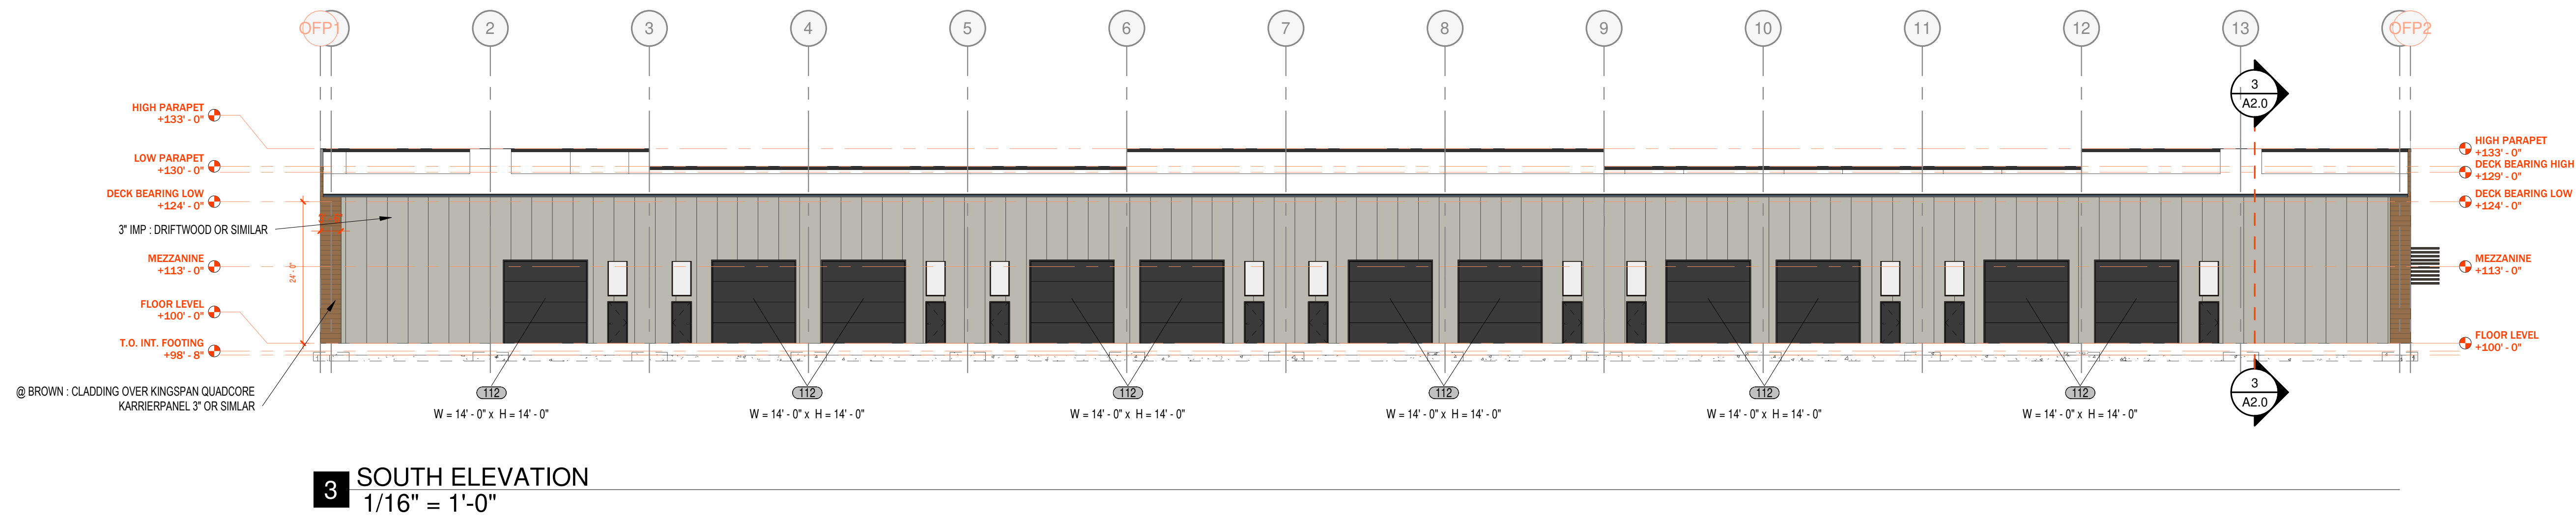 OFP1
2
3
4
5
6
7
8
9
10
11
12
13
OFP2
3
A2.0
HIGH PARAPET
+133' - 0"
LOW PARAPET
+130' - 0"
DECK BEARING LOW
+124' - 0"
3" IMP : DRIFTWOOD OR SIMILAR
MEZZANINE
+113' - 0"
24' - 0"
FLOOR LEVEL
+100' - 0"
T.O. INT. FOOTING
+98' - 8"
@ BROWN : CLADDING OVER KINGSPAN QUADCORE
KARRIERPANEL 3" OR SIMLAR
HIGH PARAPET
+133' - 0"
DECK BEARING HIGH
+129' - 0"
DECK BEARING LOW
+124' - 0"
MEZZANINE
+113' - 0"
FLOOR LEVEL
+100' - 0"
112
W = 14' - 0" x H = 14' - 0"
112
W = 14' - 0" x H = 14' - 0"
112
W = 14' - 0" x H = 14' - 0"
112
W = 14' - 0" x H = 14' - 0"
112
W = 14' - 0" x H = 14' - 0"
112
W = 14' - 0" x H = 14' - 0"
3
A2.0
3
SOUTH ELEVATION
1/16" = 1'-0"